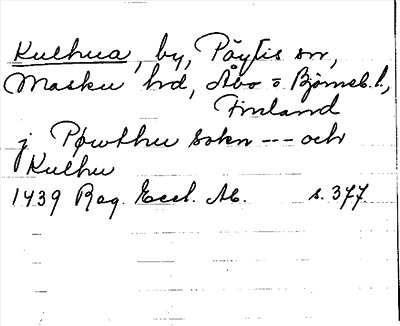 Kulhua, by, Pöytis sn,
Masku hd, Åbo o Björneb. l.,
Finland
j Pøwthu sokn --- och
Kulhu
1439 Reg. Eccl. Ab. s. 377